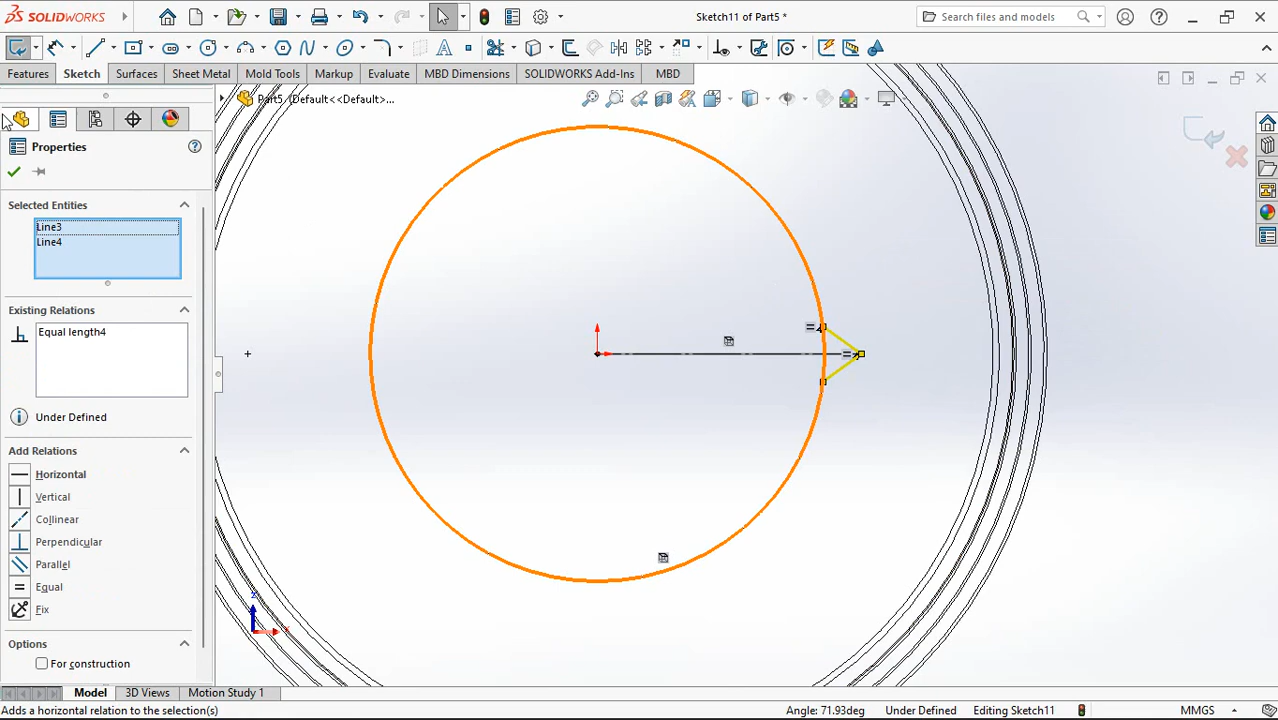 SOLIDWORKS
Sketch11 of Part5 *
Search files and models
Features
Sketch
Surfaces
Sheet Metal
Mold Tools
Markup
Evaluate
MBD Dimensions
SOLIDWORKS Add-Ins
MBD
Part5 (Default<<Default>...
Properties
Selected Entities
Line3
Line4
Existing Relations
Equal length4
Under Defined
Add Relations
Horizontal
Vertical
Collinear
Perpendicular
Parallel
Equal
Fix
Options
For construction
Z
X
Model
3D Views
Motion Study 1
Adds a horizontal relation to the selection(s)
Angle: 71.93deg
Under Defined
Editing Sketch11
MMGS